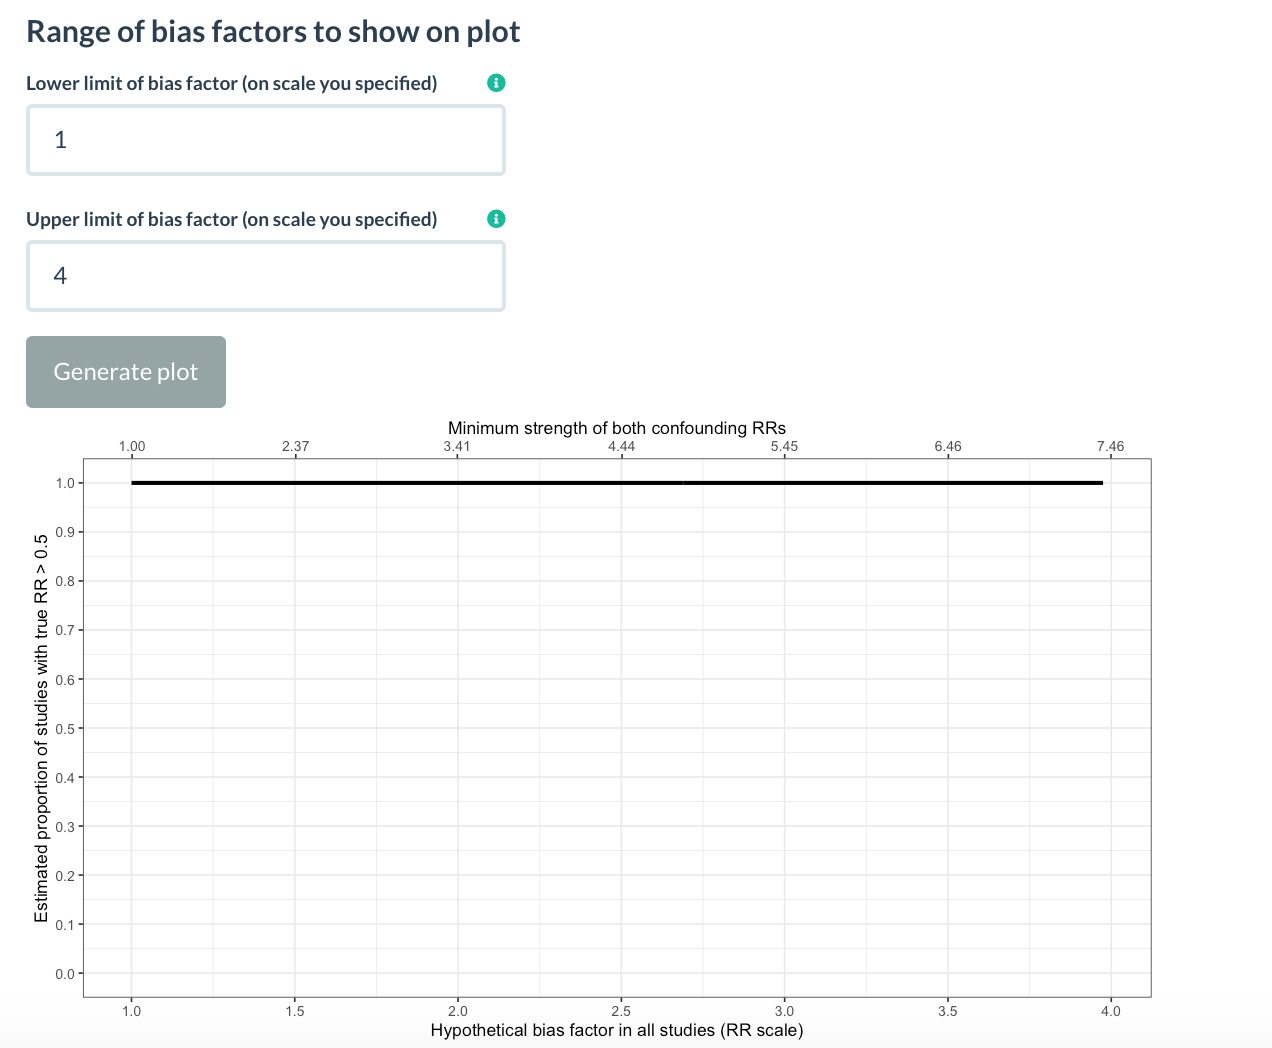 Range of bias factors to show on plot
Lower limit of bias factor (on scale you specified)
1
Upper limit of bias factor (on scale you specified)
4
Generate plot
Minimum strength of both confounding RRs
1.00 2.37 3.41 4.44 5.45 6.46 7.46
Estimated proportion of studies with true RR > 0.5
1.0
0.9
0.8
0.7
0.6
0.5
0.4
0.3
0.2
0.1
0.0
1.0 1.5 2.0 2.5 3.0 3.5 4.0
Hypothetical bias factor in all studies (RR scale)